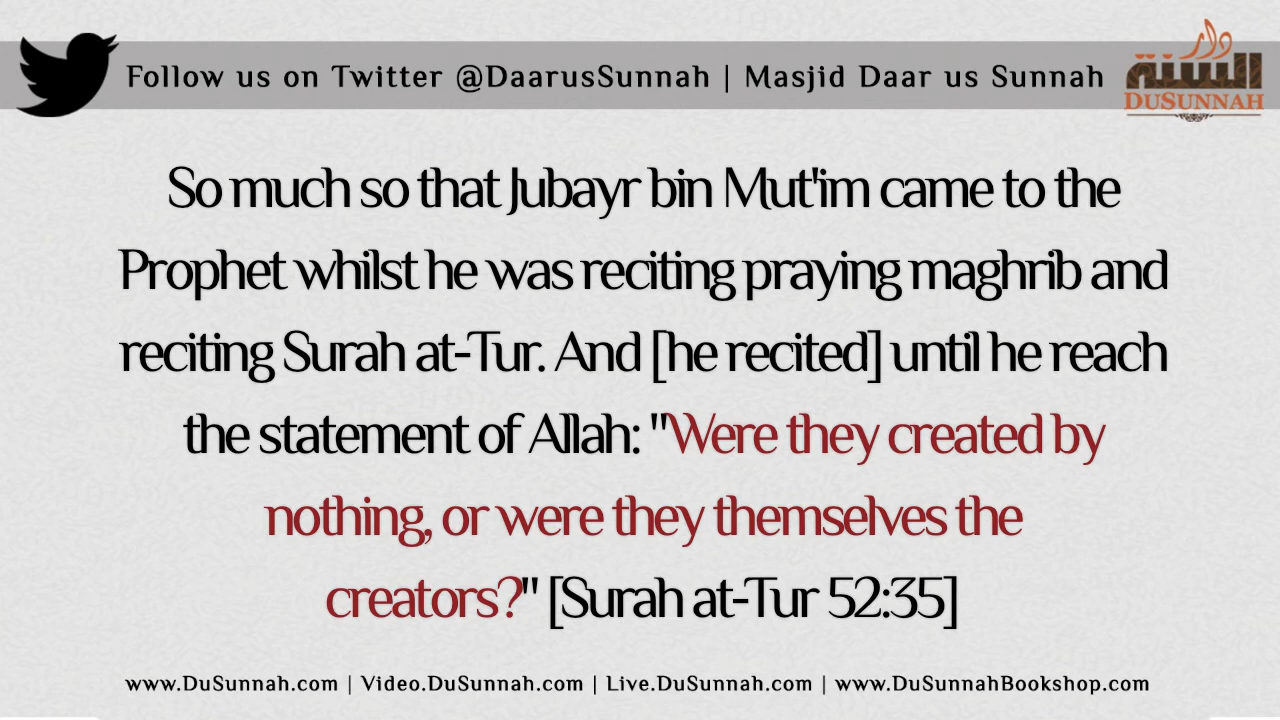 Follow us on Twitter @DaarusSunnah | Masjid Daar us Sunnah
دار
السنة
DUSUNNAH
So much so that Jubayr bin Mut'im came to the
Prophet whilst he was reciting praying maghrib and
reciting Surah at-Tur. And [he recited] until he reach
the statement of Allah: "Were they created by
nothing, or were they themselves the
creators?" [Surah at-Tur 52:35]
www.DuSunnah.com | Video.DuSunnah.com | Live.DuSunnah.com | www.DuSunnahBookshop.com